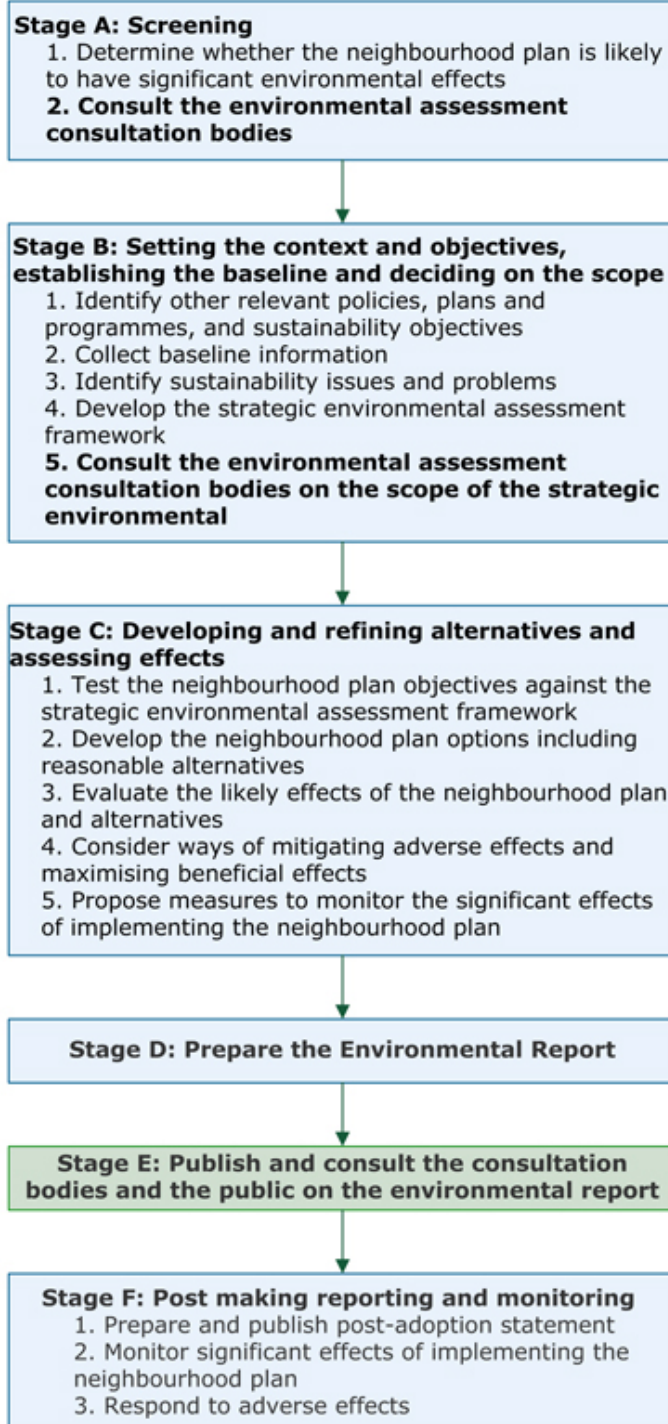 Stage A: Screening
1. Determine whether the neighbourhood plan is likely
to have significant environmental effects
2. Consult the environmental assessment
consultation bodies
Stage B: Setting the context and objectives,
establishing the baseline and deciding on the scope
1. Identify other relevant policies, plans and
programmes, and sustainability objectives
2. Collect baseline information
3. Identify sustainability issues and problems
4. Develop the strategic environmental assessment
framework
5. Consult the environmental assessment
consultation bodies on the scope of the strategic
environmental
Stage C: Developing and refining alternatives and
assessing effects
1. Test the neighbourhood plan objectives against the
strategic environmental assessment framework
2. Develop the neighbourhood plan options including
reasonable alternatives
3. Evaluate the likely effects of the neighbourhood plan
and alternatives
4. Consider ways of mitigating adverse effects and
maximising beneficial effects
5. Propose measures to monitor the significant effects
of implementing the neighbourhood plan
Stage D: Prepare the Environmental Report
Stage E: Publish and consult the consultation
bodies and the public on the environmental report
Stage F: Post making reporting and monitoring
1. Prepare and publish post-adoption statement
2. Monitor significant effects of implementing the
neighbourhood plan
3. Respond to adverse effects